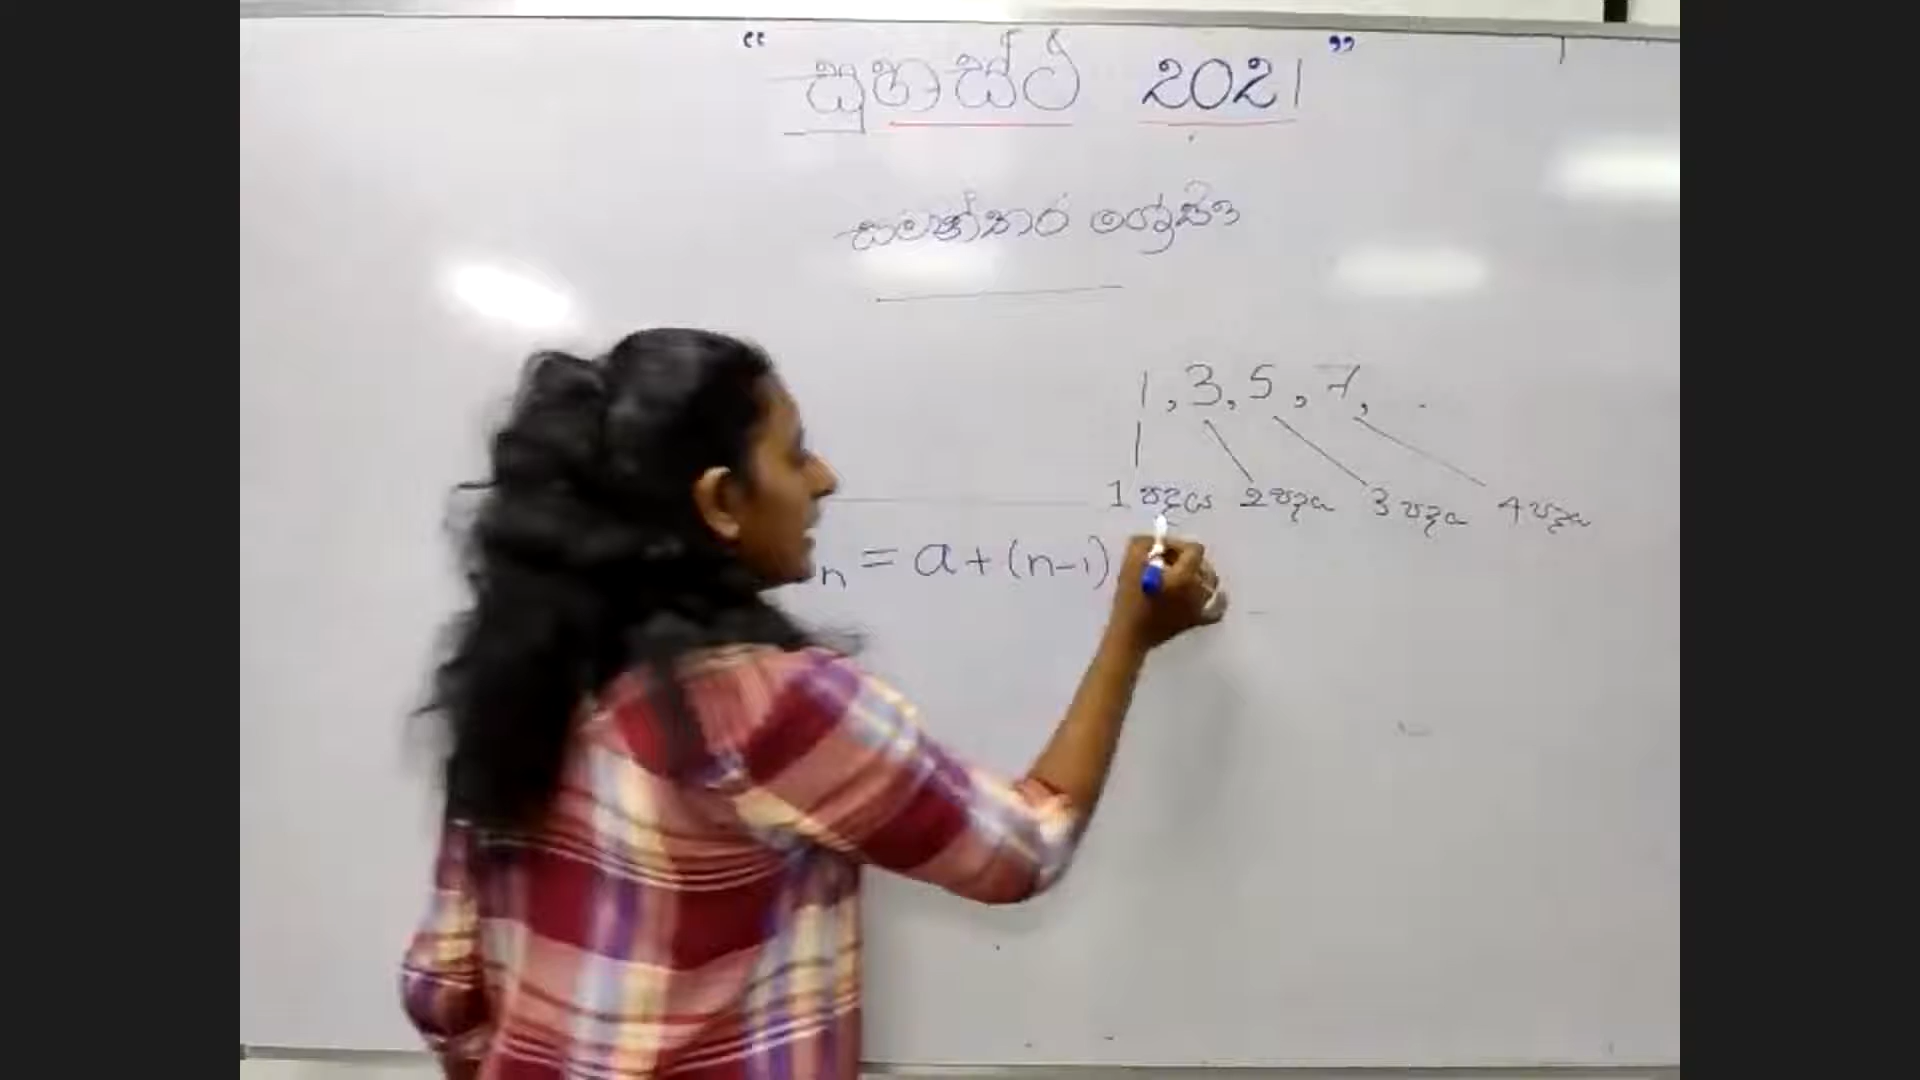 “ සුභාස්ට 2021 ”
සමාන්තර ශ්‍රේඪි
1 , 3 , 5 , 7 , .
1 පදය 2 පදය 3 පදය 4 පදය
n = a + (n-1)